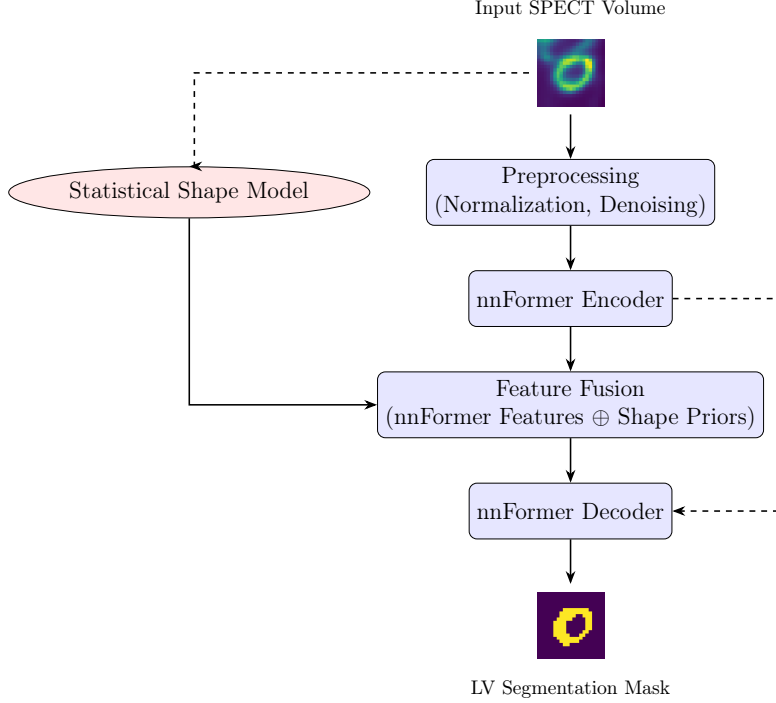 Input SPECT Volume
Statistical Shape Model
Preprocessing
(Normalization, Denoising)
nnFormer Encoder
Feature Fusion
(nnFormer Features ⊕ Shape Priors)
nnFormer Decoder
LV Segmentation Mask